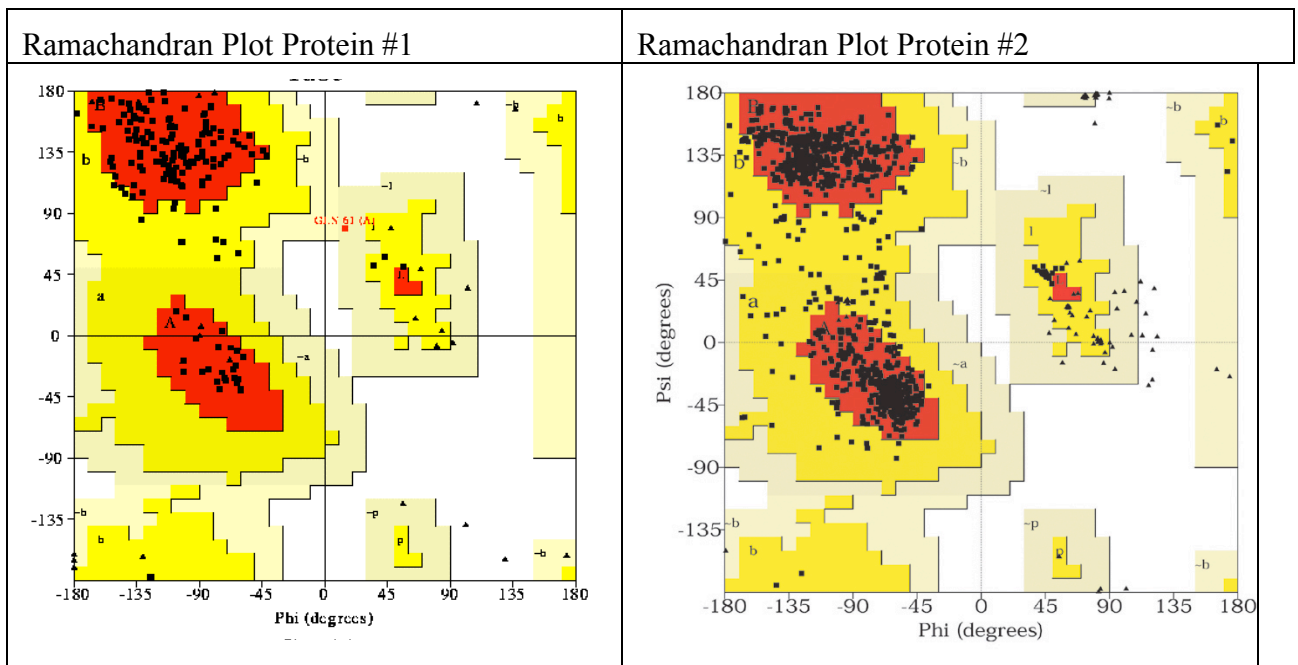 Ramachandran Plot Protein #1
Ramachandran Plot Protein #2
180
135
90
45
0
-45
-90
-135
-180 -135 -90 -45 0 45 90 135 180
Phi (degrees)
B
b
~b
~b
b
~l
GLN 61 (A)
l
L
a
A
~a
~b
b
~p
p
~b
Psi (degrees)
180
135
90
45
0
-45
-90
-135
-180 -135 -90 -45 0 45 90 135 180
Phi (degrees)
B
b
~b
~b
b
~l
l
a
A
~a
~b
b
~p
p
~b